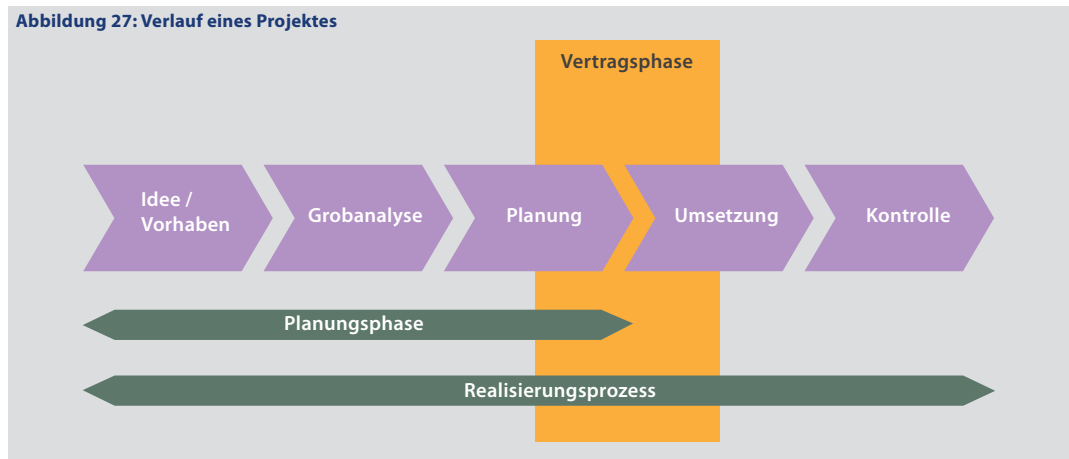 Abbildung 27: Verlauf eines Projektes
Vertragsphase
Idee /
Vorhaben
Grobanalyse
Planung
Umsetzung
Kontrolle
Planungsphase
Realisierungsprozess